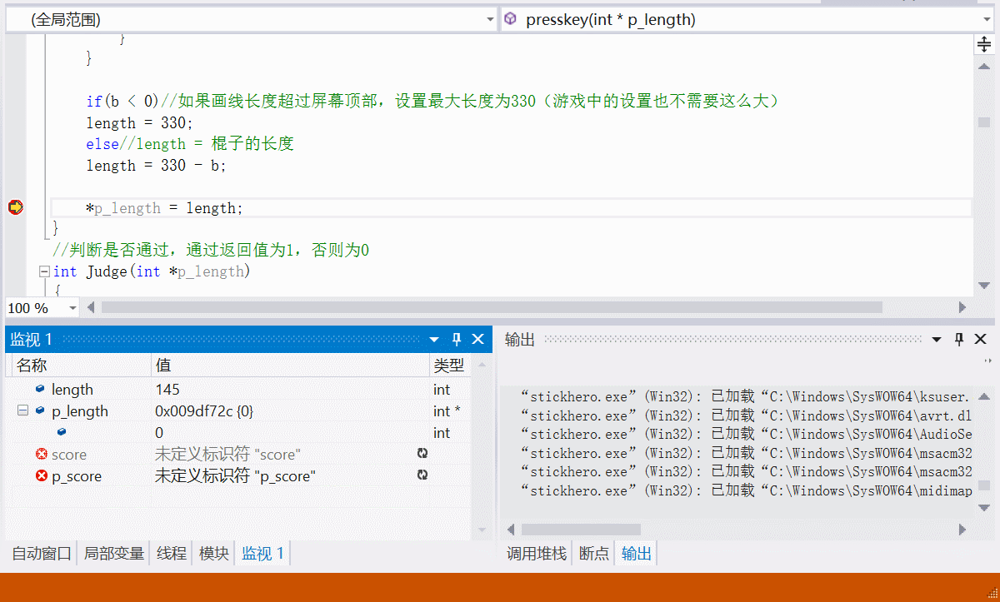 (全局范围) presskey(int * p_length)
}
}
if(b < 0)//如果画线长度超过屏幕顶部，设置最大长度为330（游戏中的设置也不需要这么大）
length = 330;
else//length = 棍子的长度
length = 330 - b;
*p_length = length;
}
//判断是否通过，通过返回值为1，否则为0
int Judge(int *p_length)
{
100 %
监视 1
名称 值 类型
length 145 int
p_length 0x009df72c {0} int *
0 int
score 未定义标识符 "score"
p_score 未定义标识符 "p_score"
自动窗口 局部变量 线程 模块 监视 1
输出
“stickhero.exe”(Win32): 已加载“C:\Windows\SysWOW64\ksuser.
“stickhero.exe”(Win32): 已加载“C:\Windows\SysWOW64\avrt.dl
“stickhero.exe”(Win32): 已加载“C:\Windows\SysWOW64\AudioSe
“stickhero.exe”(Win32): 已加载“C:\Windows\SysWOW64\msacm32
“stickhero.exe”(Win32): 已加载“C:\Windows\SysWOW64\msacm32
“stickhero.exe”(Win32): 已加载“C:\Windows\SysWOW64\midimap
调用堆栈 断点 输出